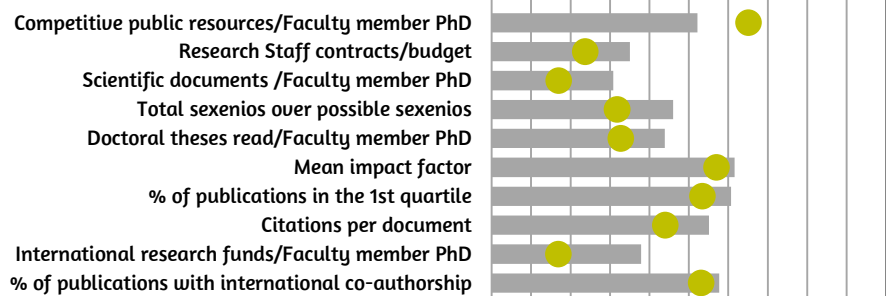 Competitive public resources/Faculty member PhD
Research Staff contracts/budget
Scientific documents /Faculty member PhD
Total sexenios over possible sexenios
Doctoral theses read/Faculty member PhD
Mean impact factor
% of publications in the 1st quartile
Citations per document
International research funds/Faculty member PhD
% of publications with international co-authorship